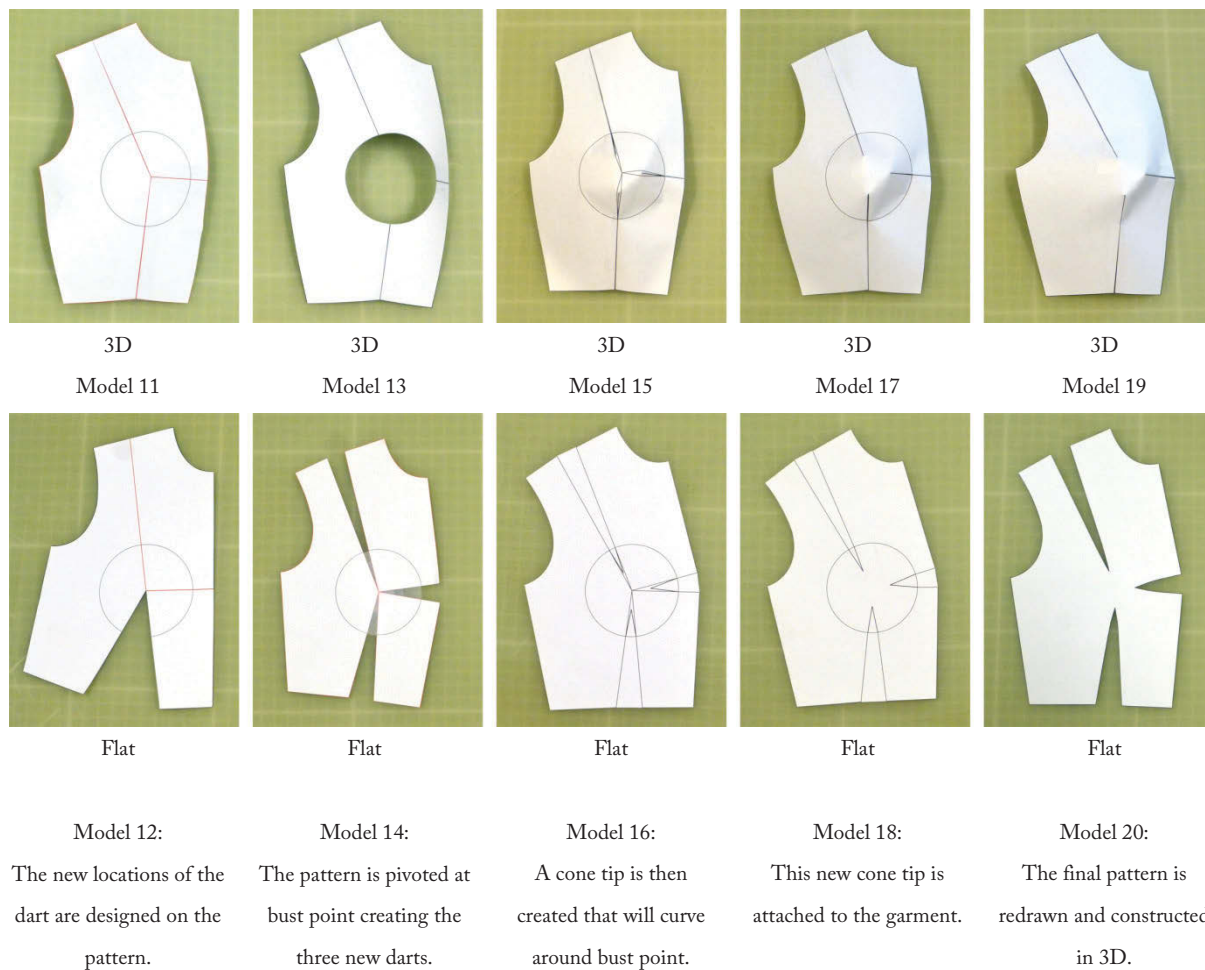 3D 3D 3D 3D 3D
Model 11 Model 13 Model 15 Model 17 Model 19
Flat Flat Flat Flat Flat
Model 12:
The new locations of the
dart are designed on the
pattern.
Model 14:
The pattern is pivoted at
bust point creating the
three new darts.
Model 16:
A cone tip is then
created that will curve
around bust point.
Model 18:
This new cone tip is
attached to the garment.
Model 20:
The final pattern is
redrawn and constructed
in 3D.